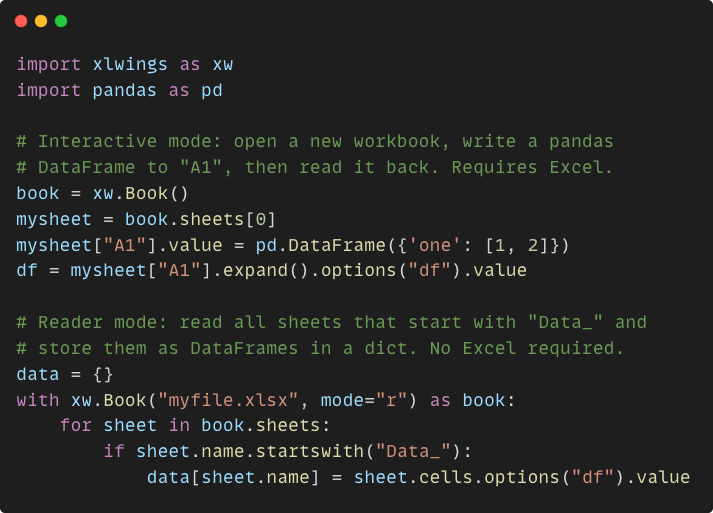 import xlwings as xw
import pandas as pd

# Interactive mode: open a new workbook, write a pandas
# DataFrame to "A1", then read it back. Requires Excel.
book = xw.Book()
mysheet = book.sheets[0]
mysheet["A1"].value = pd.DataFrame({'one': [1, 2]})
df = mysheet["A1"].expand().options("df").value

# Reader mode: read all sheets that start with "Data_" and
# store them as DataFrames in a dict. No Excel required.
data = {}
with xw.Book("myfile.xlsx", mode="r") as book:
    for sheet in book.sheets:
        if sheet.name.startswith("Data_"):
            data[sheet.name] = sheet.cells.options("df").value